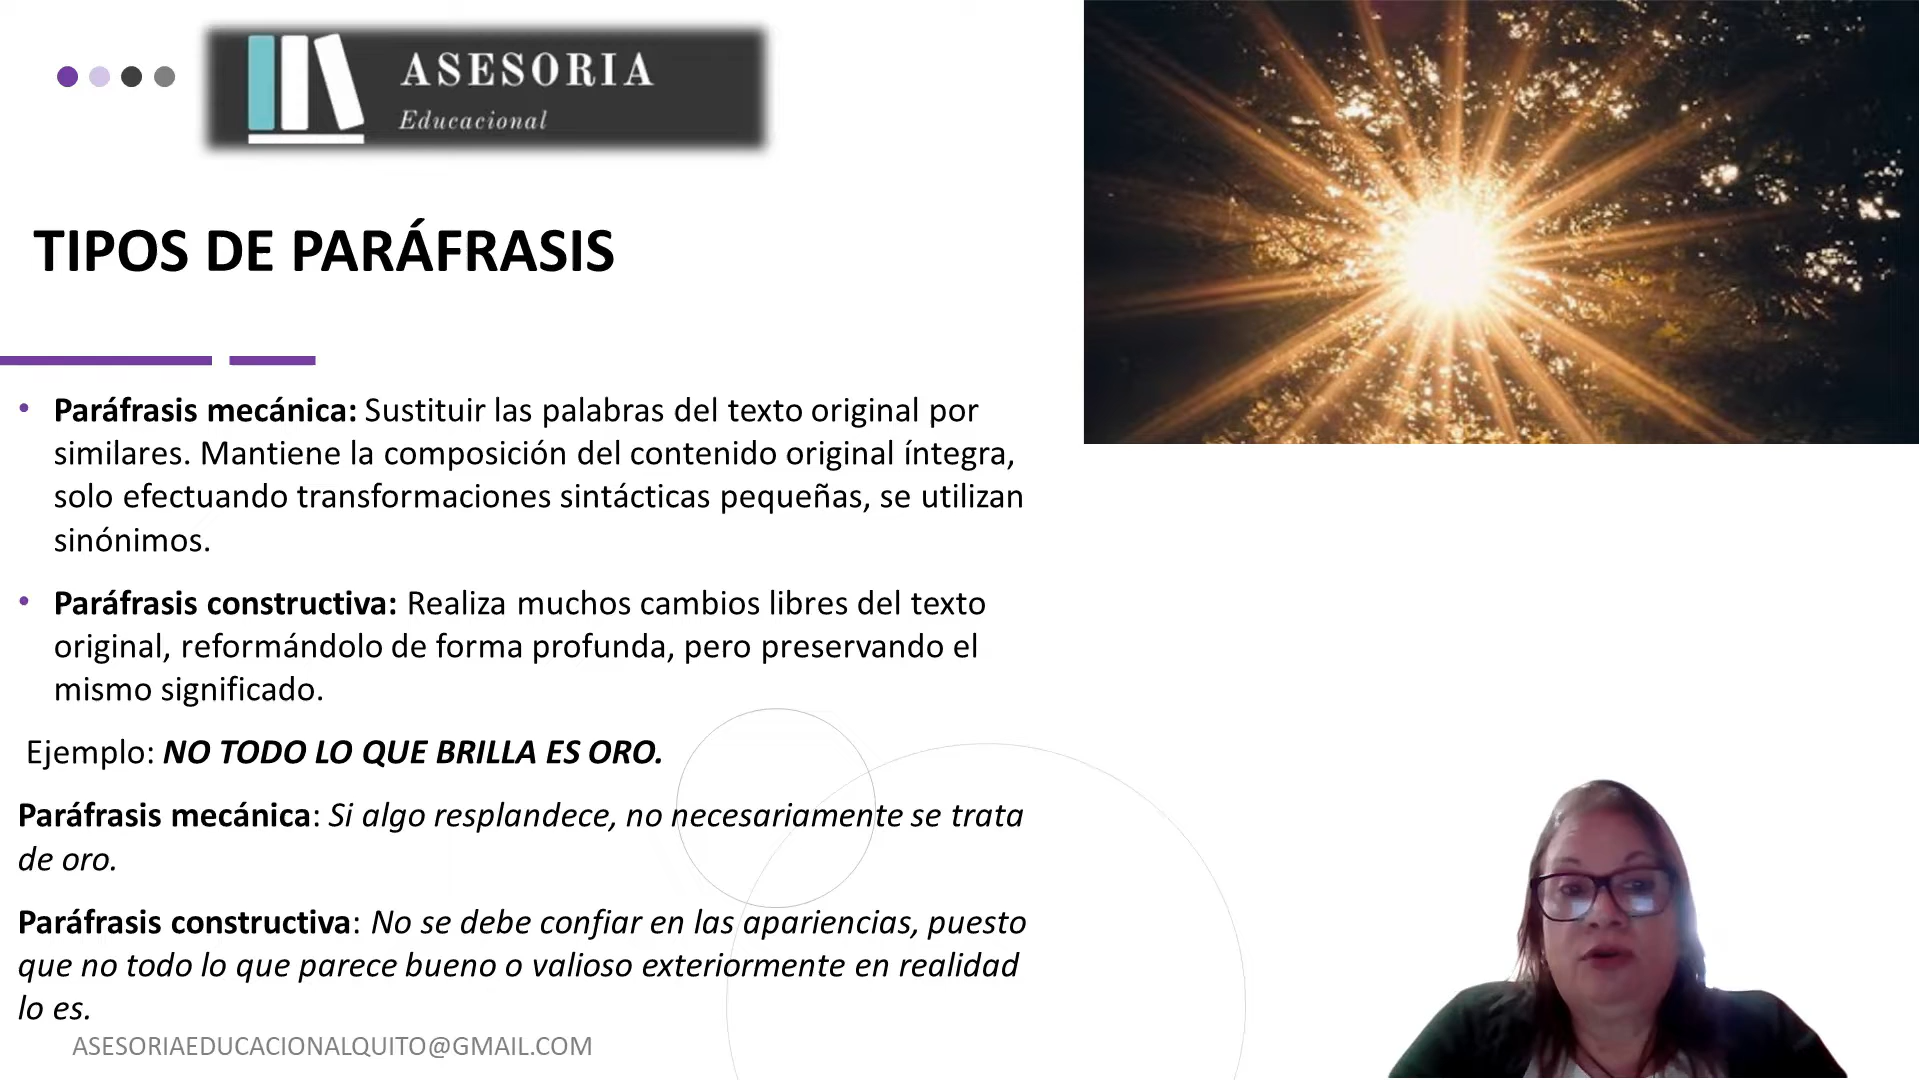 ASESORIA
Educacional
TIPOS DE PARÁFRASIS
• Paráfrasis mecánica: Sustituir las palabras del texto original por
similares. Mantiene la composición del contenido original íntegra,
solo efectuando transformaciones sintácticas pequeñas, se utilizan
sinónimos.
• Paráfrasis constructiva: Realiza muchos cambios libres del texto
original, reformándolo de forma profunda, pero preservando el
mismo significado.
Ejemplo: NO TODO LO QUE BRILLA ES ORO.
Paráfrasis mecánica: Si algo resplandece, no necesariamente se trata
de oro.
Paráfrasis constructiva: No se debe confiar en las apariencias, puesto
que no todo lo que parece bueno o valioso exteriormente en realidad
lo es.
ASESORIAEDUCACIONALQUITO@GMAIL.COM